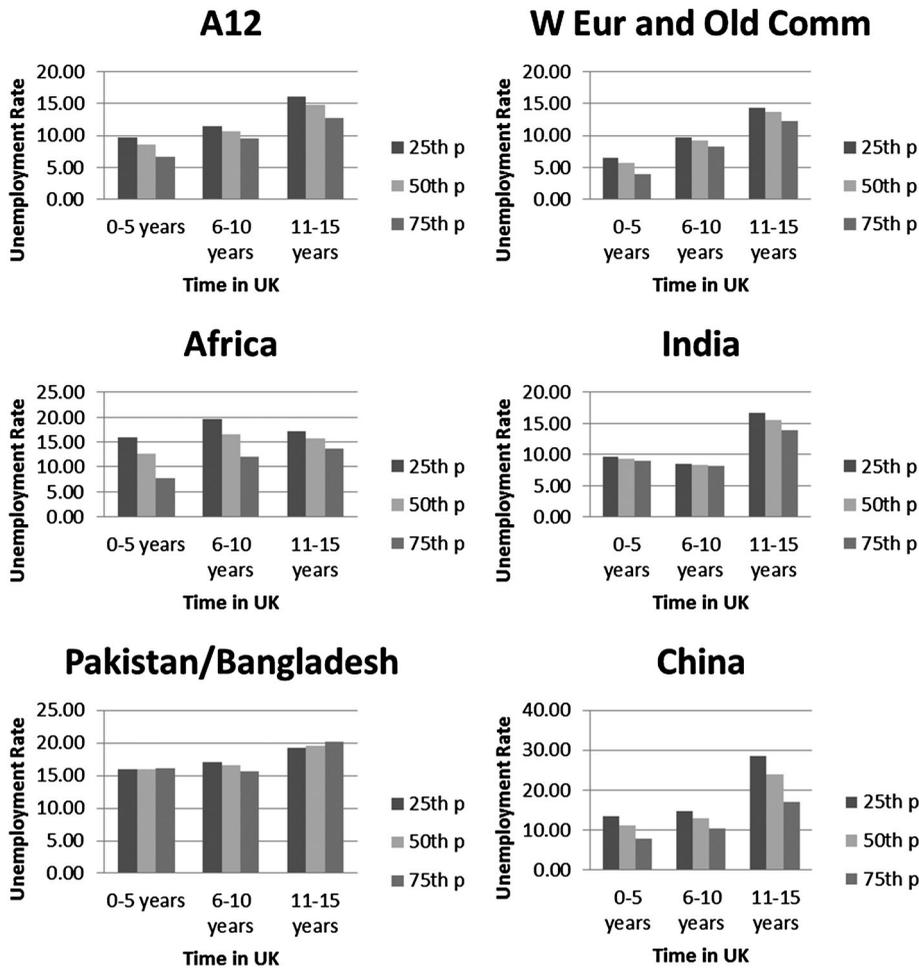 A12
Unemployment Rate
20.00
15.00
10.00
5.00
0.00
0-5 years
6-10
years
11-15
years
Time in UK
25th p
50th p
75th p
W Eur and Old Comm
Unemployment Rate
20.00
15.00
10.00
5.00
0.00
0-5
years
6-10
years
11-15
years
Time in UK
25th p
50th p
75th p
Africa
Unemployment Rate
25.00
20.00
15.00
10.00
5.00
0.00
0-5 years
6-10
years
11-15
years
Time in UK
25th p
50th p
75th p
India
Unemployment Rate
20.00
15.00
10.00
5.00
0.00
0-5
years
6-10
years
11-15
years
Time in UK
25th p
50th p
75th p
Pakistan/Bangladesh
Unemployment Rate
25.00
20.00
15.00
10.00
5.00
0.00
0-5 years
6-10
years
11-15
years
Time in UK
25th p
50th p
75th p
China
Unemployment Rate
40.00
30.00
20.00
10.00
0.00
0-5
years
6-10
years
11-15
years
Time in UK
25th p
50th p
75th p